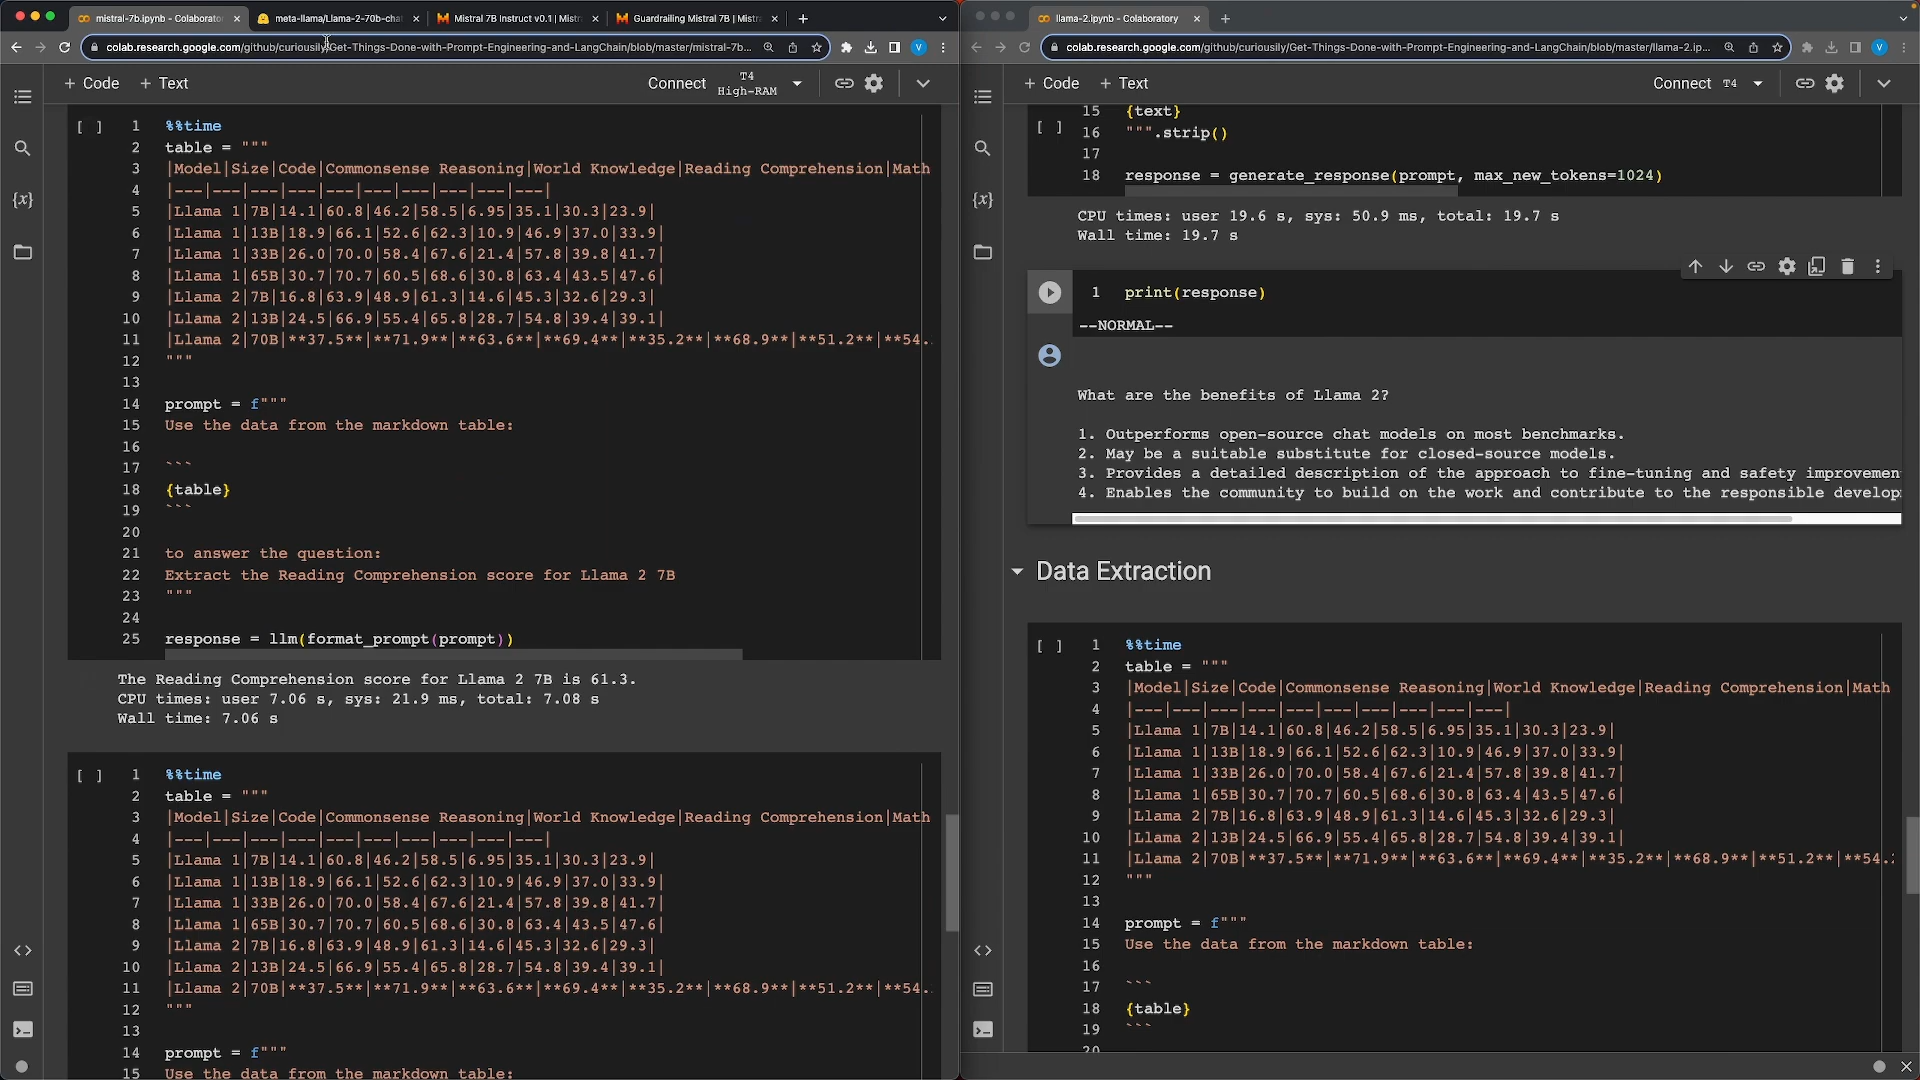 mistral-7b.ipynb - Colaborato
meta-llama/Llama-2-70b-cha
Mistral 7B Instruct v0.1 | Mist
Guardrailing Mistral 7B | Mistr
colab.research.google.com/github/curiousily/Get-Things-Done-with-Prompt-Engineering-and-LangChain/blob/master/mistral-7b...
V
+ Code + Text
Connect T4 High-RAM
[ ]
1 %%time
2 table = """
3 |Model|Size|Code|Commonsense Reasoning|World Knowledge|Reading Comprehension|Math
4 |---|---|---|---|---|---|---|---|---|---|
5 |Llama 1|7B|14.1|60.8|46.2|58.5|6.95|35.1|30.3|23.9|
6 |Llama 1|13B|18.9|66.1|52.6|62.3|10.9|46.9|37.0|33.9|
7 |Llama 1|33B|26.0|70.0|58.4|67.6|21.4|57.8|39.8|41.7|
8 |Llama 1|65B|30.7|70.7|60.5|68.6|30.8|63.4|43.5|47.6|
9 |Llama 2|7B|16.8|63.9|48.9|61.3|14.6|45.3|32.6|29.3|
10 |Llama 2|13B|24.5|66.9|55.4|65.8|28.7|54.8|39.4|39.1|
11 |Llama 2|70B|**37.5**|**71.9**|**63.6**|**69.4**|**35.2**|**68.9**|**51.2**|**54.
12 """
13
14 prompt = f"""
15 Use the data from the markdown table:
16
17 ```
18 {table}
19 ```
20
21 to answer the question:
22 Extract the Reading Comprehension score for Llama 2 7B
23 """
24
25 response = llm(format_prompt(prompt))
The Reading Comprehension score for Llama 2 7B is 61.3.
CPU times: user 7.06 s, sys: 21.9 ms, total: 7.08 s
Wall time: 7.06 s
[ ]
1 %%time
2 table = """
3 |Model|Size|Code|Commonsense Reasoning|World Knowledge|Reading Comprehension|Math
4 |---|---|---|---|---|---|---|---|---|---|
5 |Llama 1|7B|14.1|60.8|46.2|58.5|6.95|35.1|30.3|23.9|
6 |Llama 1|13B|18.9|66.1|52.6|62.3|10.9|46.9|37.0|33.9|
7 |Llama 1|33B|26.0|70.0|58.4|67.6|21.4|57.8|39.8|41.7|
8 |Llama 1|65B|30.7|70.7|60.5|68.6|30.8|63.4|43.5|47.6|
9 |Llama 2|7B|16.8|63.9|48.9|61.3|14.6|45.3|32.6|29.3|
10 |Llama 2|13B|24.5|66.9|55.4|65.8|28.7|54.8|39.4|39.1|
11 |Llama 2|70B|**37.5**|**71.9**|**63.6**|**69.4**|**35.2**|**68.9**|**51.2**|**54.
12 """
13
14 prompt = f"""
15 Use the data from the markdown table:
llama-2.ipynb - Colaboratory
colab.research.google.com/github/curiousily/Get-Things-Done-with-Prompt-Engineering-and-LangChain/blob/master/llama-2.ip...
V
+ Code + Text
Connect T4
[ ]
15 {text}
16 """.strip()
17
18 response = generate_response(prompt, max_new_tokens=1024)
CPU times: user 19.6 s, sys: 50.9 ms, total: 19.7 s
Wall time: 19.7 s
1 print(response)
--NORMAL--
What are the benefits of Llama 2?
1. Outperforms open-source chat models on most benchmarks.
2. May be a suitable substitute for closed-source models.
3. Provides a detailed description of the approach to fine-tuning and safety improvemen
4. Enables the community to build on the work and contribute to the responsible develop
Data Extraction
[ ]
1 %%time
2 table = """
3 |Model|Size|Code|Commonsense Reasoning|World Knowledge|Reading Comprehension|Math
4 |---|---|---|---|---|---|---|---|---|---|
5 |Llama 1|7B|14.1|60.8|46.2|58.5|6.95|35.1|30.3|23.9|
6 |Llama 1|13B|18.9|66.1|52.6|62.3|10.9|46.9|37.0|33.9|
7 |Llama 1|33B|26.0|70.0|58.4|67.6|21.4|57.8|39.8|41.7|
8 |Llama 1|65B|30.7|70.7|60.5|68.6|30.8|63.4|43.5|47.6|
9 |Llama 2|7B|16.8|63.9|48.9|61.3|14.6|45.3|32.6|29.3|
10 |Llama 2|13B|24.5|66.9|55.4|65.8|28.7|54.8|39.4|39.1|
11 |Llama 2|70B|**37.5**|**71.9**|**63.6**|**69.4**|**35.2**|**68.9**|**51.2**|**54.
12 """
13
14 prompt = f"""
15 Use the data from the markdown table:
16
17 ```
18 {table}
19 ```
20